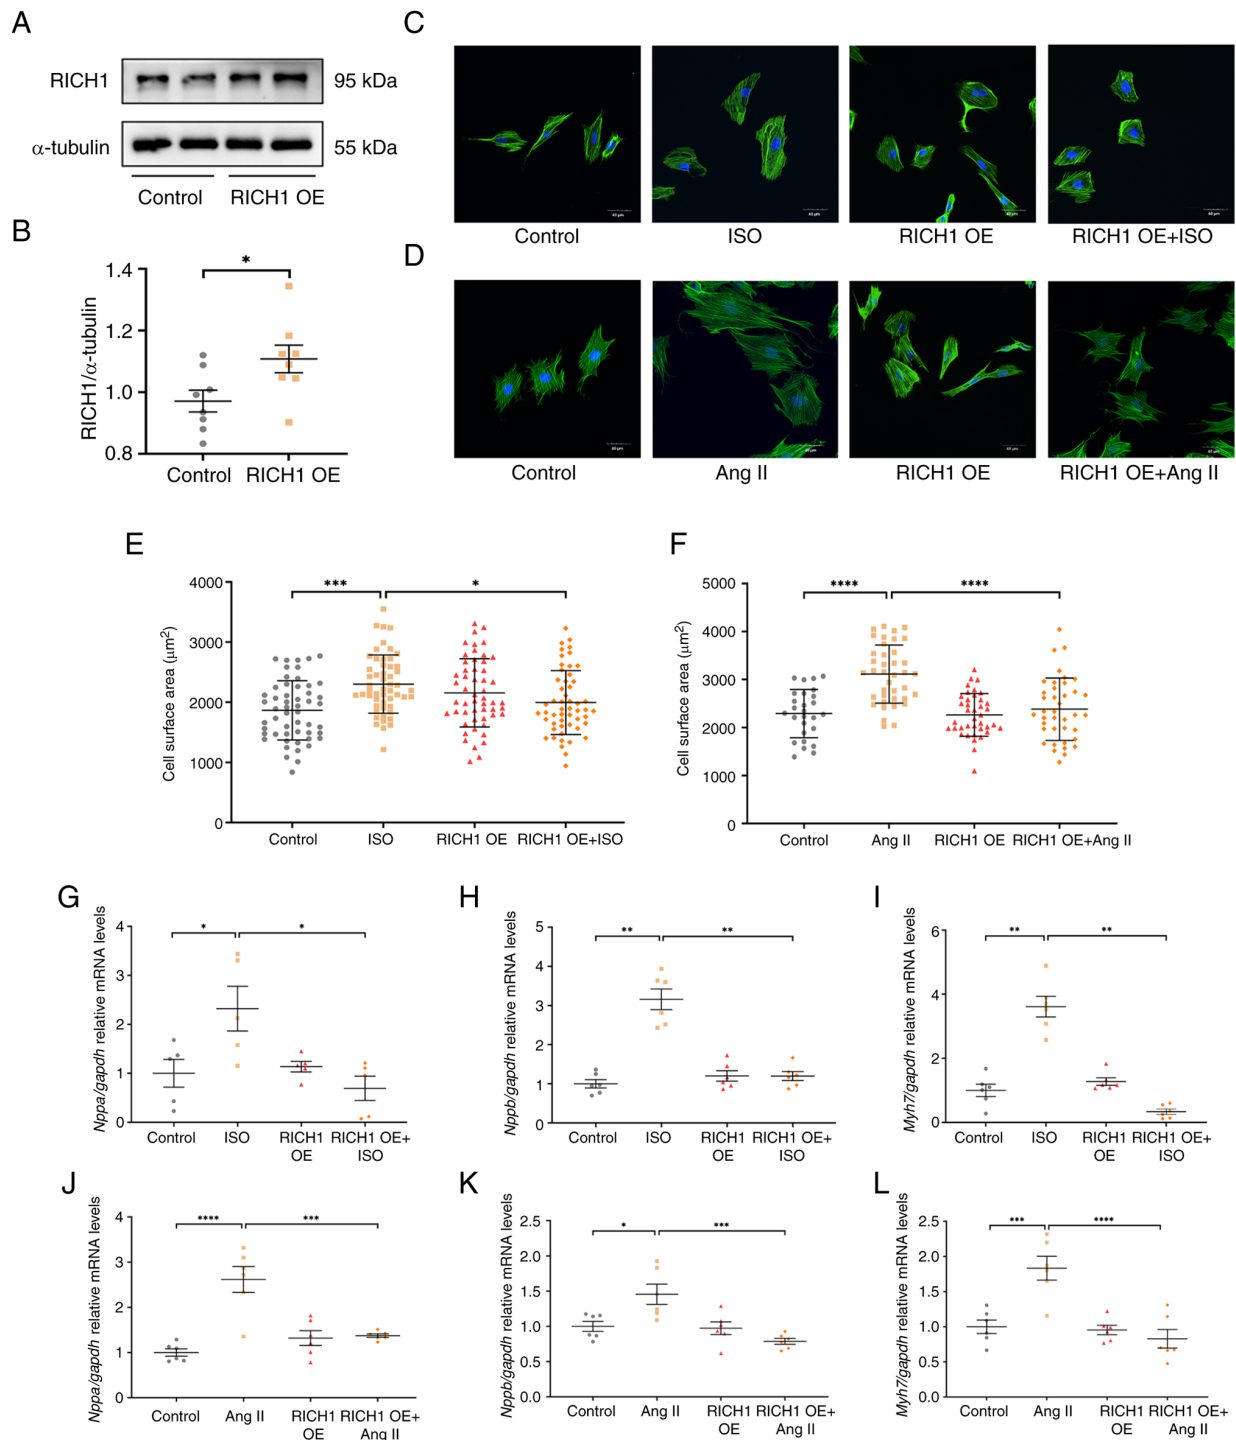 A
RICH1
95 kDa
α-tubulin
55 kDa
Control
RICH1 OE
B
RICH1/α-tubulin
1.4
1.2
1.0
0.8
*
Control
RICH1 OE
C
Control
ISO
RICH1 OE
RICH1 OE+ISO
D
Control
Ang II
RICH1 OE
RICH1 OE+Ang II
E
Cell surface area (μm²)
4000
3000
2000
1000
0
***
*
Control
ISO
RICH1 OE
RICH1 OE+ISO
F
Cell surface area (μm²)
5000
4000
3000
2000
1000
0
****
****
Control
Ang II
RICH1 OE
RICH1 OE+Ang II
G
Nppa/gapdh relative mRNA levels
4
3
2
1
0
*
*
Control
ISO
RICH1
OE
RICH1 OE+
ISO
H
Nppb/gapdh relative mRNA levels
5
4
3
2
1
0
**
**
Control
ISO
RICH1
OE
RICH1 OE+
ISO
I
Myh7/gapdh relative mRNA levels
6
4
2
0
**
**
Control
ISO
RICH1
OE
RICH1 OE+
ISO
J
Nppa/gapdh relative mRNA levels
4
3
2
1
0
****
***
Control
Ang II
RICH1
OE
RICH1 OE+
Ang II
K
Nppb/gapdh relative mRNA levels
2.5
2.0
1.5
1.0
0.5
0.0
*
***
Control
Ang II
RICH1
OE
RICH1 OE+
Ang II
L
Myh7/gapdh relative mRNA levels
2.5
2.0
1.5
1.0
0.5
0.0
***
****
Control
Ang II
RICH1
OE
RICH1 OE+
Ang II